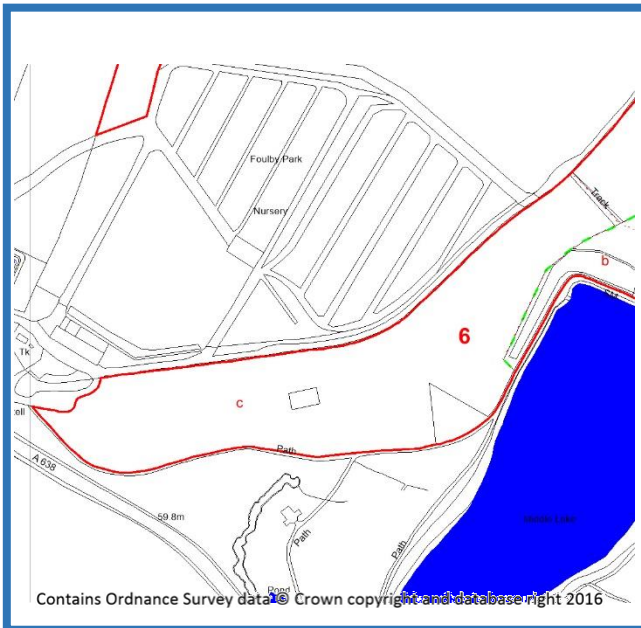 Foulby Park
Nursery
Track
b
6
Tk
c
Path
A 638
59.8m
Path
Path
Pond
Contains Ordnance Survey data © Crown copyright and database right 2016